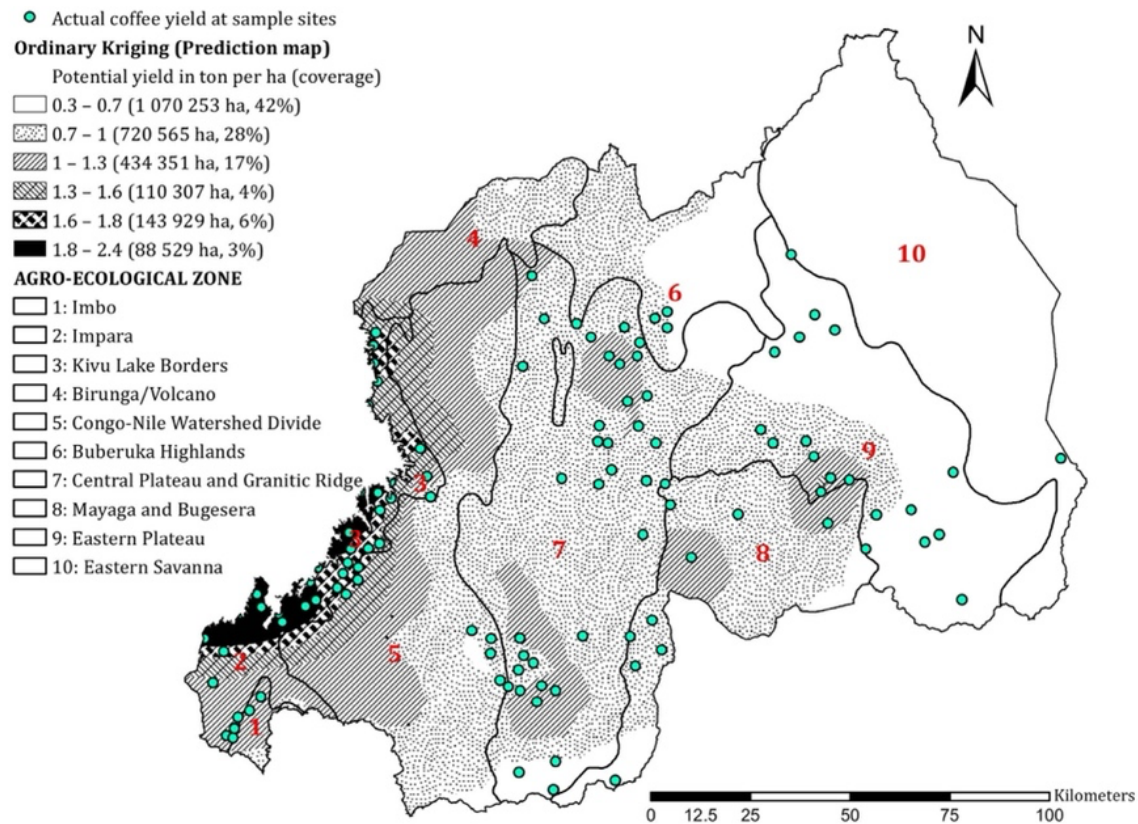 Actual coffee yield at sample sites
Ordinary Kriging (Prediction map)
Potential yield in ton per ha (coverage)
0.3 – 0.7 (1 070 253 ha, 42%)
0.7 – 1 (720 565 ha, 28%)
1 – 1.3 (434 351 ha, 17%)
1.3 – 1.6 (110 307 ha, 4%)
1.6 – 1.8 (143 929 ha, 6%)
1.8 – 2.4 (88 529 ha, 3%)
AGRO-ECOLOGICAL ZONE
1: Imbo
2: Impara
3: Kivu Lake Borders
4: Birunga/Volcano
5: Congo-Nile Watershed Divide
6: Buberuka Highlands
7: Central Plateau and Granitic Ridge
8: Mayaga and Bugesera
9: Eastern Plateau
10: Eastern Savanna
N
4
10
6
9
3
3
7
8
5
2
1
Kilometers
0 12.5 25 50 75 100